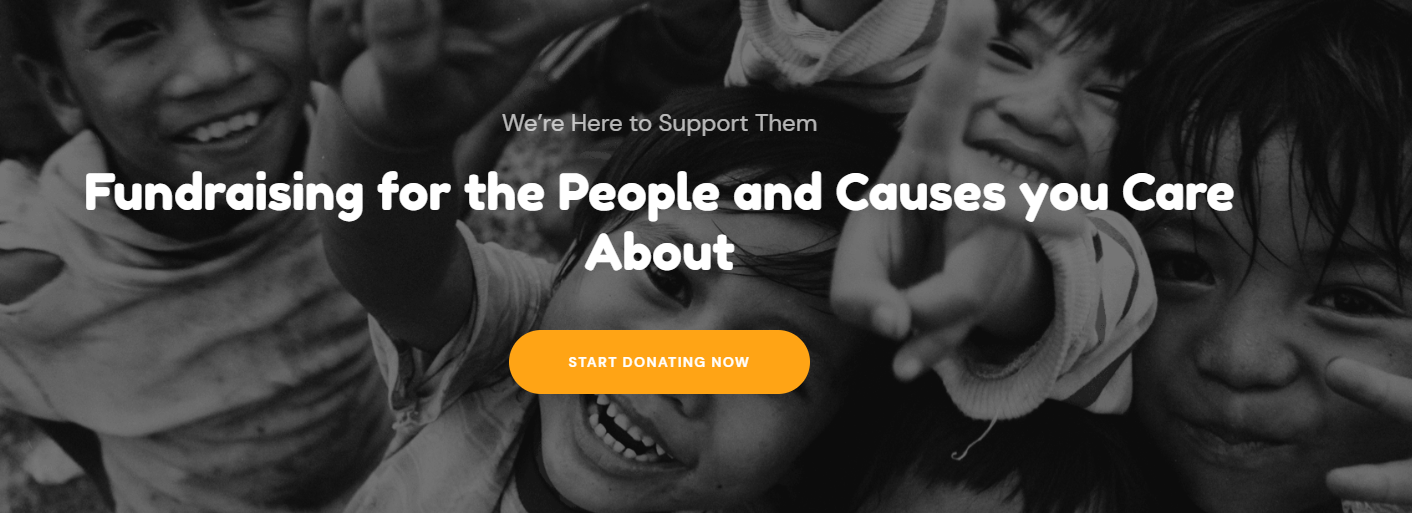 We're Here to Support Them
Fundraising for the People and Causes you Care
About
START DONATING NOW